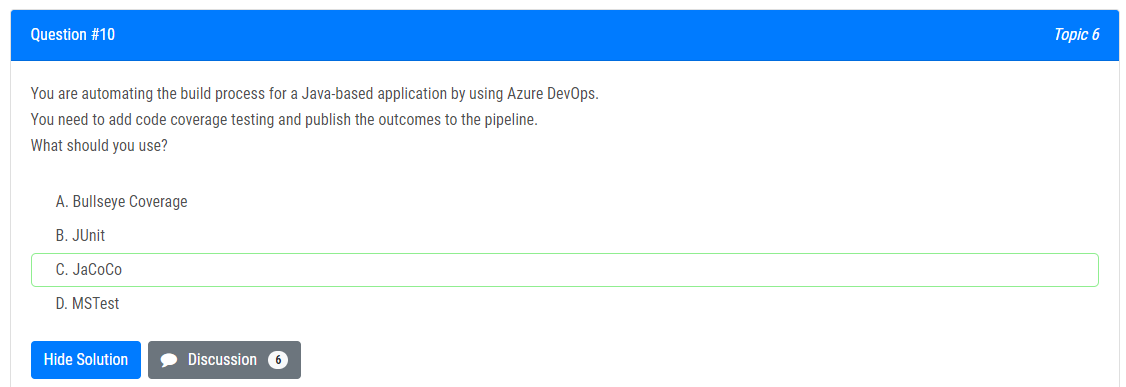 Question #10
Topic 6
You are automating the build process for a Java-based application by using Azure DevOps.
You need to add code coverage testing and publish the outcomes to the pipeline.
What should you use?
A. Bullseye Coverage
B. JUnit
C. JaCoCo
D. MSTest
Hide Solution
Discussion 6